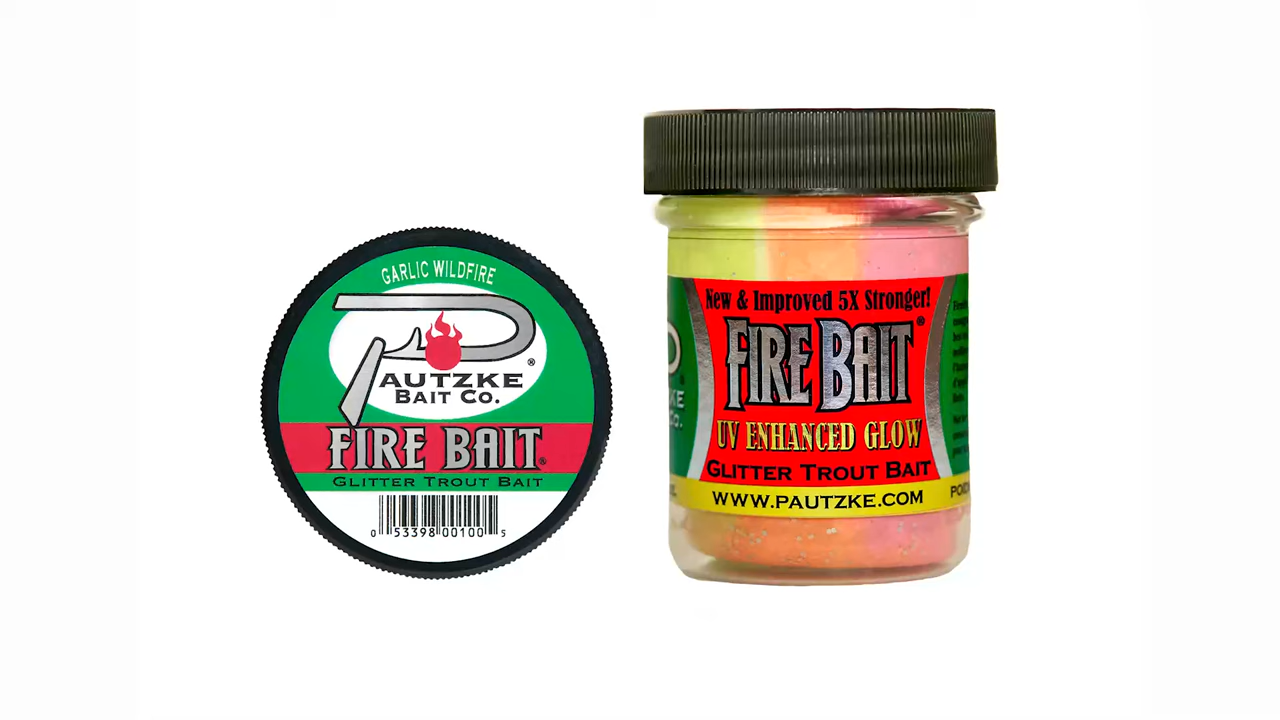 GARLIC WILDFIRE
PAUTZKE®
BAIT CO.
FIRE BAIT®
GLITTER TROUT BAIT
0 53398 00100 5
New & Improved 5X Stronger!
FIRE BAIT®
UV ENHANCED GLOW
GLITTER TROUT BAIT
WWW.PAUTZKE.COM